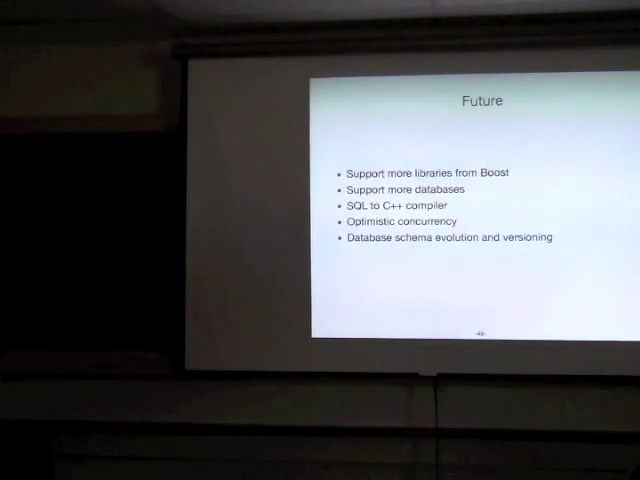 Future
• Support more libraries from Boost
• Support more databases
• SQL to C++ compiler
• Optimistic concurrency
• Database schema evolution and versioning